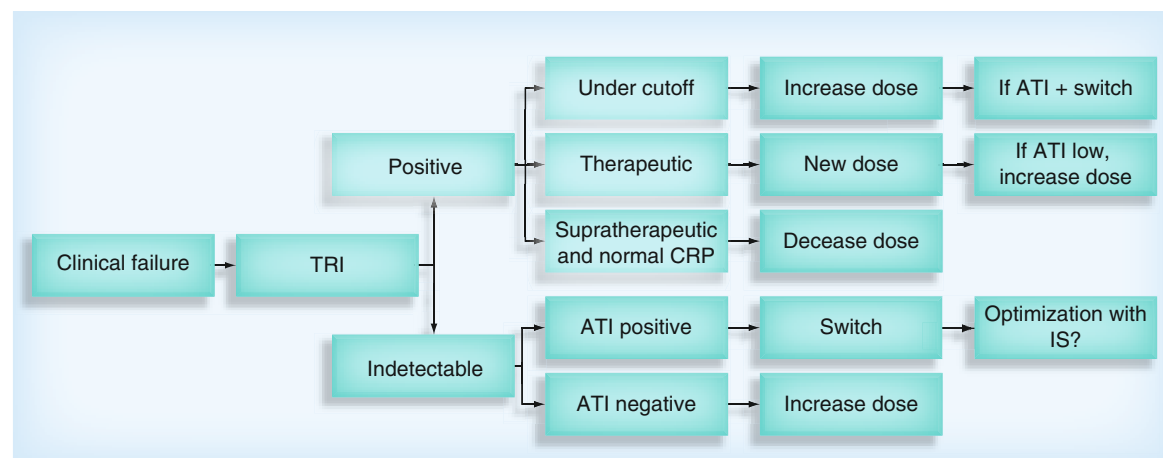 Under cutoff
Increase dose
If ATI + switch
Positive
Therapeutic
New dose
If ATI low,
increase dose
Supratherapeutic
and normal CRP
Decease dose
Clinical failure
TRI
Indetectable
ATI positive
Switch
Optimization with
IS?
ATI negative
Increase dose